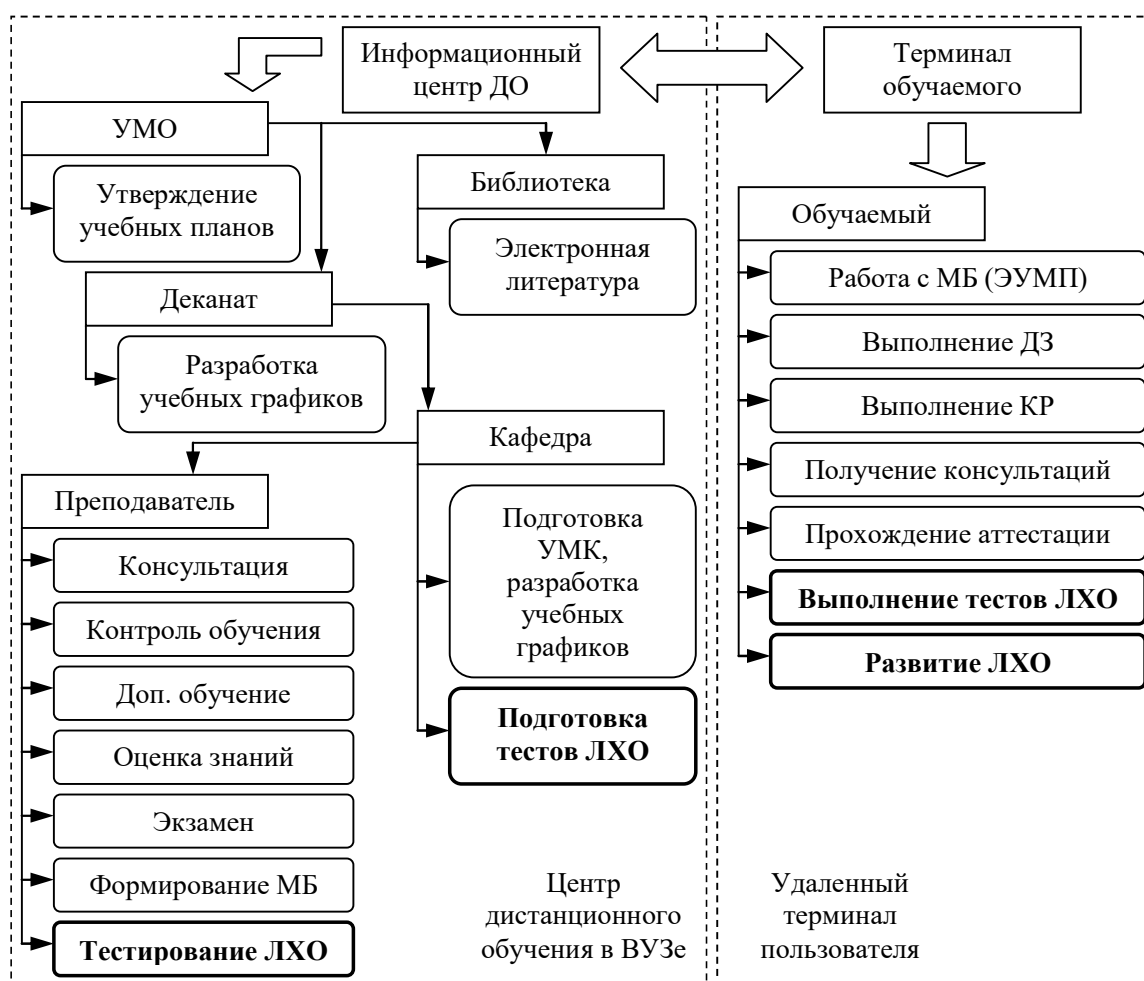 Информационный
центр ДО
Терминал
обучаемого
УМО
Утверждение
учебных планов
Библиотека
Электронная
литература
Деканат
Разработка
учебных графиков
Кафедра
Подготовка
УМК,
разработка
учебных
графиков
Подготовка
тестов ЛХО
Преподаватель
Консультация
Контроль обучения
Доп. обучение
Оценка знаний
Экзамен
Формирование МБ
Тестирование ЛХО
Центр
дистанционного
обучения в ВУЗе
Обучаемый
Работа с МБ (ЭУМП)
Выполнение ДЗ
Выполнение КР
Получение консультаций
Прохождение аттестации
Выполнение тестов ЛХО
Развитие ЛХО
Удаленный
терминал
пользователя